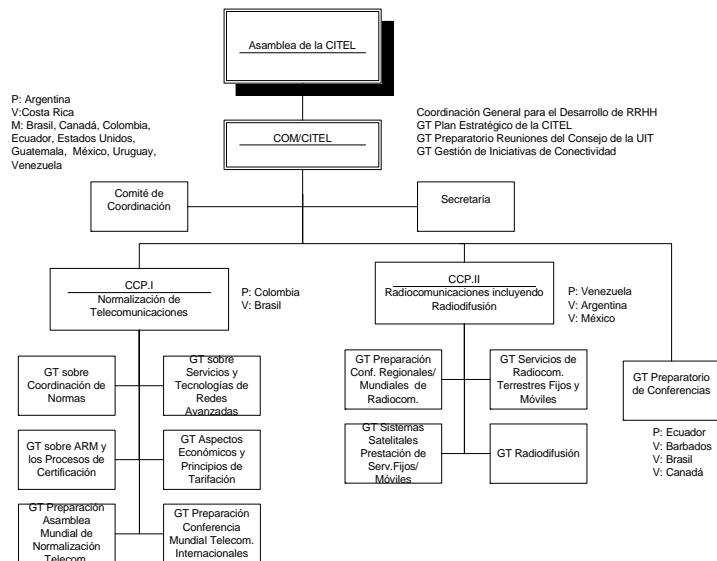 Asamblea de la CITEL
P: Argentina
V:Costa Rica
M: Brasil, Canadá, Colombia,
Ecuador, Estados Unidos,
Guatemala, México, Uruguay,
Venezuela
COM/CITEL
Coordinación General para el Desarrollo de RRHH
GT Plan Estratégico de la CITEL
GT Preparatorio Reuniones del Consejo de la UIT
GT Gestión de Iniciativas de Conectividad
Comité de
Coordinación
Secretaría
CCP.I
Normalización de
Telecomunicaciones
P: Colombia
V: Brasil
CCP.II
Radiocomunicaciones incluyendo
Radiodifusión
P: Venezuela
V: Argentina
V: México
GT sobre
Coordinación de
Normas
GT sobre
Servicios y
Tecnologías de
Redes
Avanzadas
GT Preparación
Conf. Regionales/
Mundiales de
Radiocom.
GT Servicios de
Radiocom.
Terrestres Fijos y
Móviles
GT Preparatorio
de Conferencias
P: Ecuador
V: Barbados
V: Brasil
V: Canadá
GT sobre ARM y
los Procesos de
Certificación
GT Aspectos
Económicos y
Principios de
Tarifación
GT Sistemas
Satelitales
Prestación de
Serv.Fijos/
Móviles
GT Radiodifusión
GT Preparación
Asamblea
Mundial de
Normalización
Telecom.
GT Preparación
Conferencia
Mundial Telecom.
Internacionales